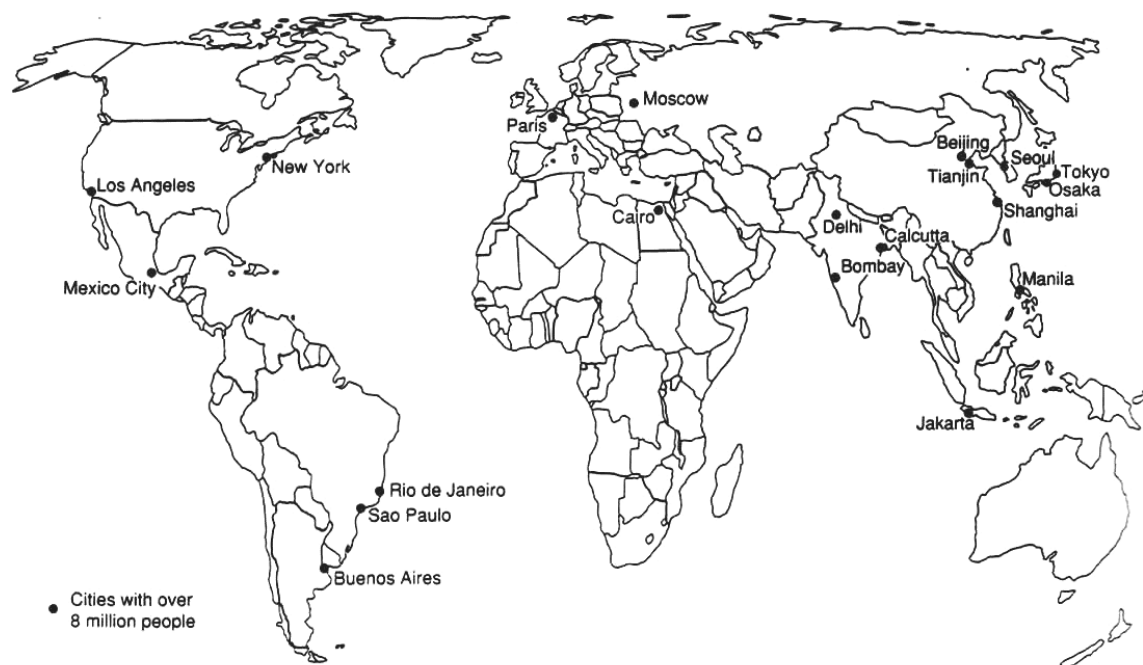 Moscow
Paris
Beijing
New York
Seoul
Tianjin
Tokyo
Los Angeles
Osaka
Cairo
Shanghai
Delhi
Calcutta
Bombay
Mexico City
Manila
Jakarta
Rio de Janeiro
Sao Paulo
Buenos Aires
Cities with over
8 million people